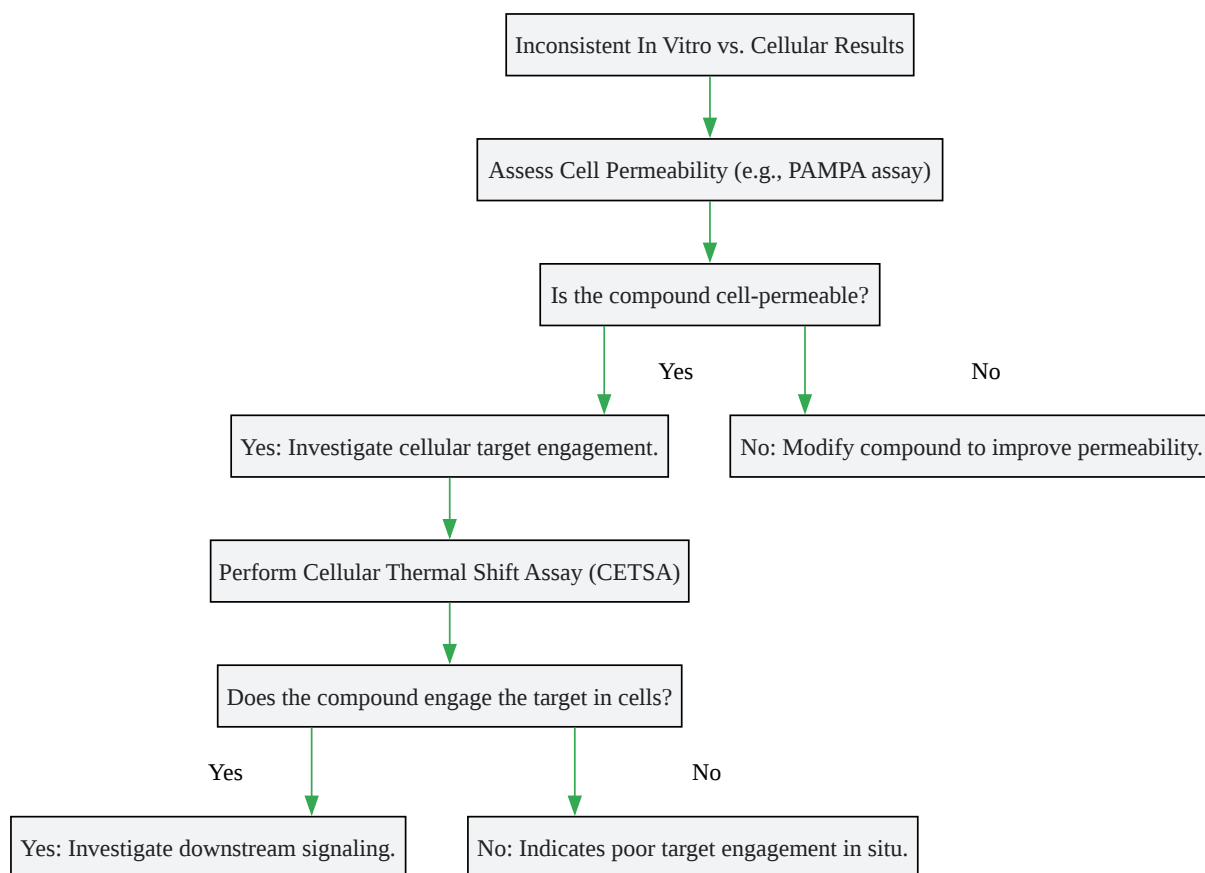 Inconsistent In Vitro vs. Cellular Results
Assess Cell Permeability (e.g., PAMPA assay)
Is the compound cell-permeable?
Yes
No
Yes: Investigate cellular target engagement.
No: Modify compound to improve permeability.
Perform Cellular Thermal Shift Assay (CETSA)
Does the compound engage the target in cells?
Yes
No
Yes: Investigate downstream signaling.
No: Indicates poor target engagement in situ.